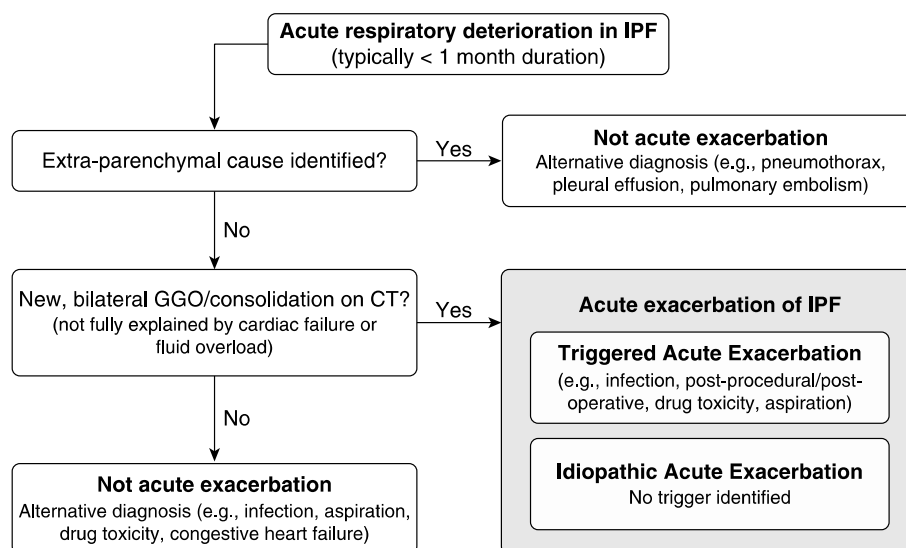 Acute respiratory deterioration in IPF
(typically < 1 month duration)
Extra-parenchymal cause identified?
Yes
Not acute exacerbation
Alternative diagnosis (e.g., pneumothorax,
pleural effusion, pulmonary embolism)
No
New, bilateral GGO/consolidation on CT?
(not fully explained by cardiac failure or
fluid overload)
Yes
Acute exacerbation of IPF
Triggered Acute Exacerbation
(e.g., infection, post-procedural/post-
operative, drug toxicity, aspiration)
Idiopathic Acute Exacerbation
No trigger identified
No
Not acute exacerbation
Alternative diagnosis (e.g., infection, aspiration,
drug toxicity, congestive heart failure)